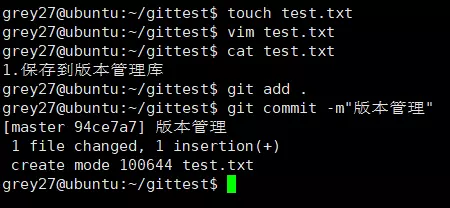 grey27@ubuntu:~/gittest$ touch test.txt
grey27@ubuntu:~/gittest$ vim test.txt
grey27@ubuntu:~/gittest$ cat test.txt
1.保存到版本管理库
grey27@ubuntu:~/gittest$ git add .
grey27@ubuntu:~/gittest$ git commit -m"版本管理"
[master 94ce7a7] 版本管理
 1 file changed, 1 insertion(+)
 create mode 100644 test.txt
grey27@ubuntu:~/gittest$